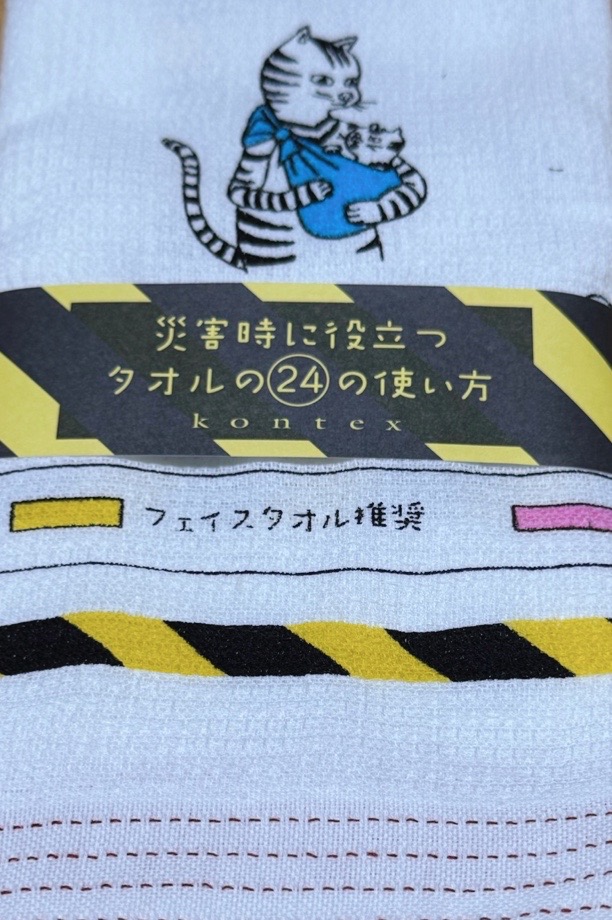 災害時に役立つ
タオルの24の使い方
kontex
フェイスタオル推奨